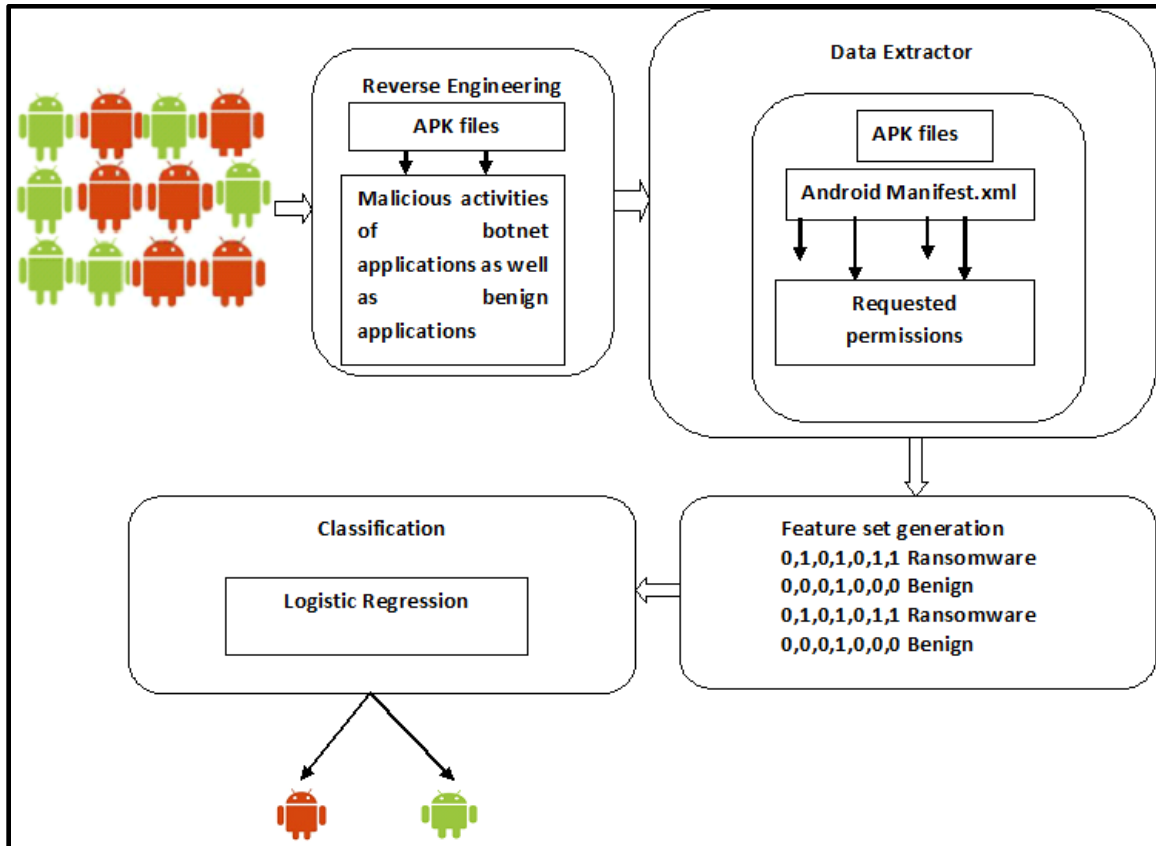 Reverse Engineering
APK files
Malicious activities
of botnet
applications as well
as benign
applications
Data Extractor
APK files
Android Manifest.xml
Requested
permissions
Feature set generation
0,1,0,1,0,1,1 Ransomware
0,0,0,1,0,0,0 Benign
0,1,0,1,0,1,1 Ransomware
0,0,0,1,0,0,0 Benign
Classification
Logistic Regression